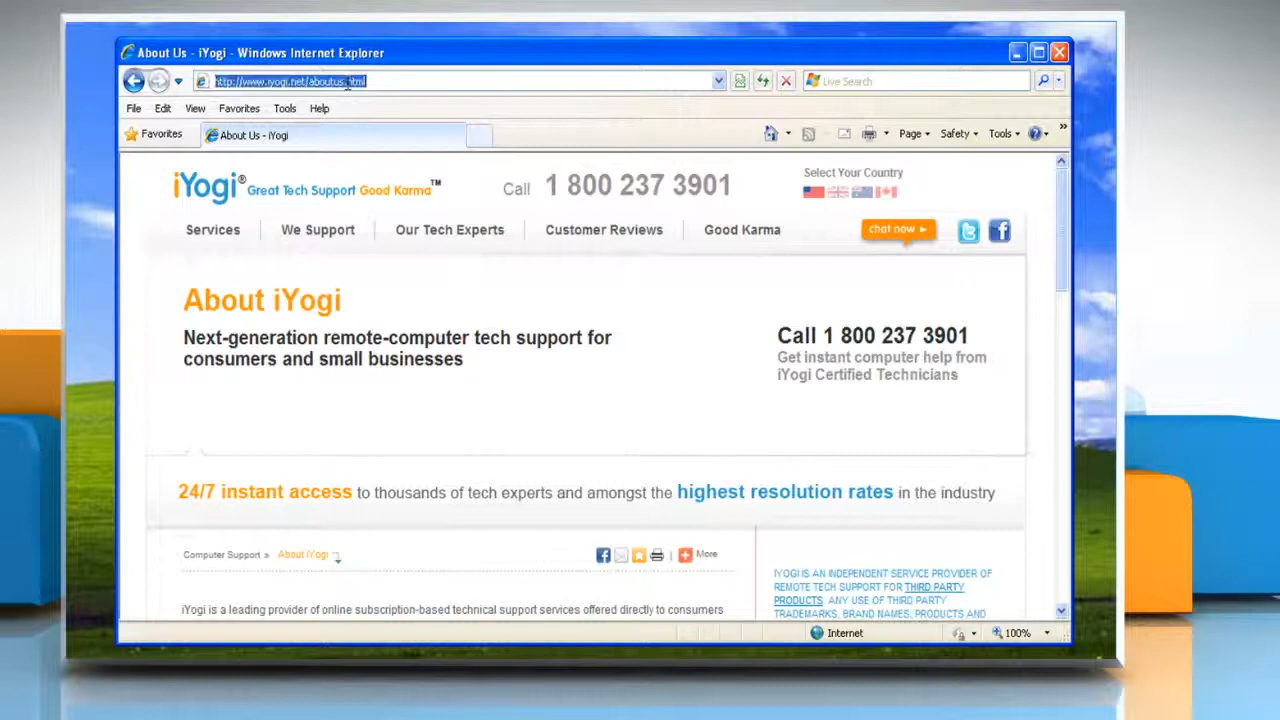 About Us - iYogi - Windows Internet Explorer
http://www.iyogi.net/aboutus.html
Live Search
File Edit View Favorites Tools Help
Favorites About Us - iYogi Page Safety Tools
iYogi® Great Tech Support Good Karma™ Call 1 800 237 3901 Select Your Country
Services We Support Our Tech Experts Customer Reviews Good Karma chat now
About iYogi
Next-generation remote-computer tech support for
consumers and small businesses
Call 1 800 237 3901
Get instant computer help from
iYogi Certified Technicians
24/7 instant access to thousands of tech experts and amongst the highest resolution rates in the industry
Computer Support » About iYogi More
iYogi is a leading provider of online subscription-based technical support services offered directly to consumers
IYOGI IS AN INDEPENDENT SERVICE PROVIDER OF
REMOTE TECH SUPPORT FOR THIRD PARTY
PRODUCTS. ANY USE OF THIRD PARTY
TRADEMARKS, BRAND NAMES, PRODUCTS AND
Internet 100%